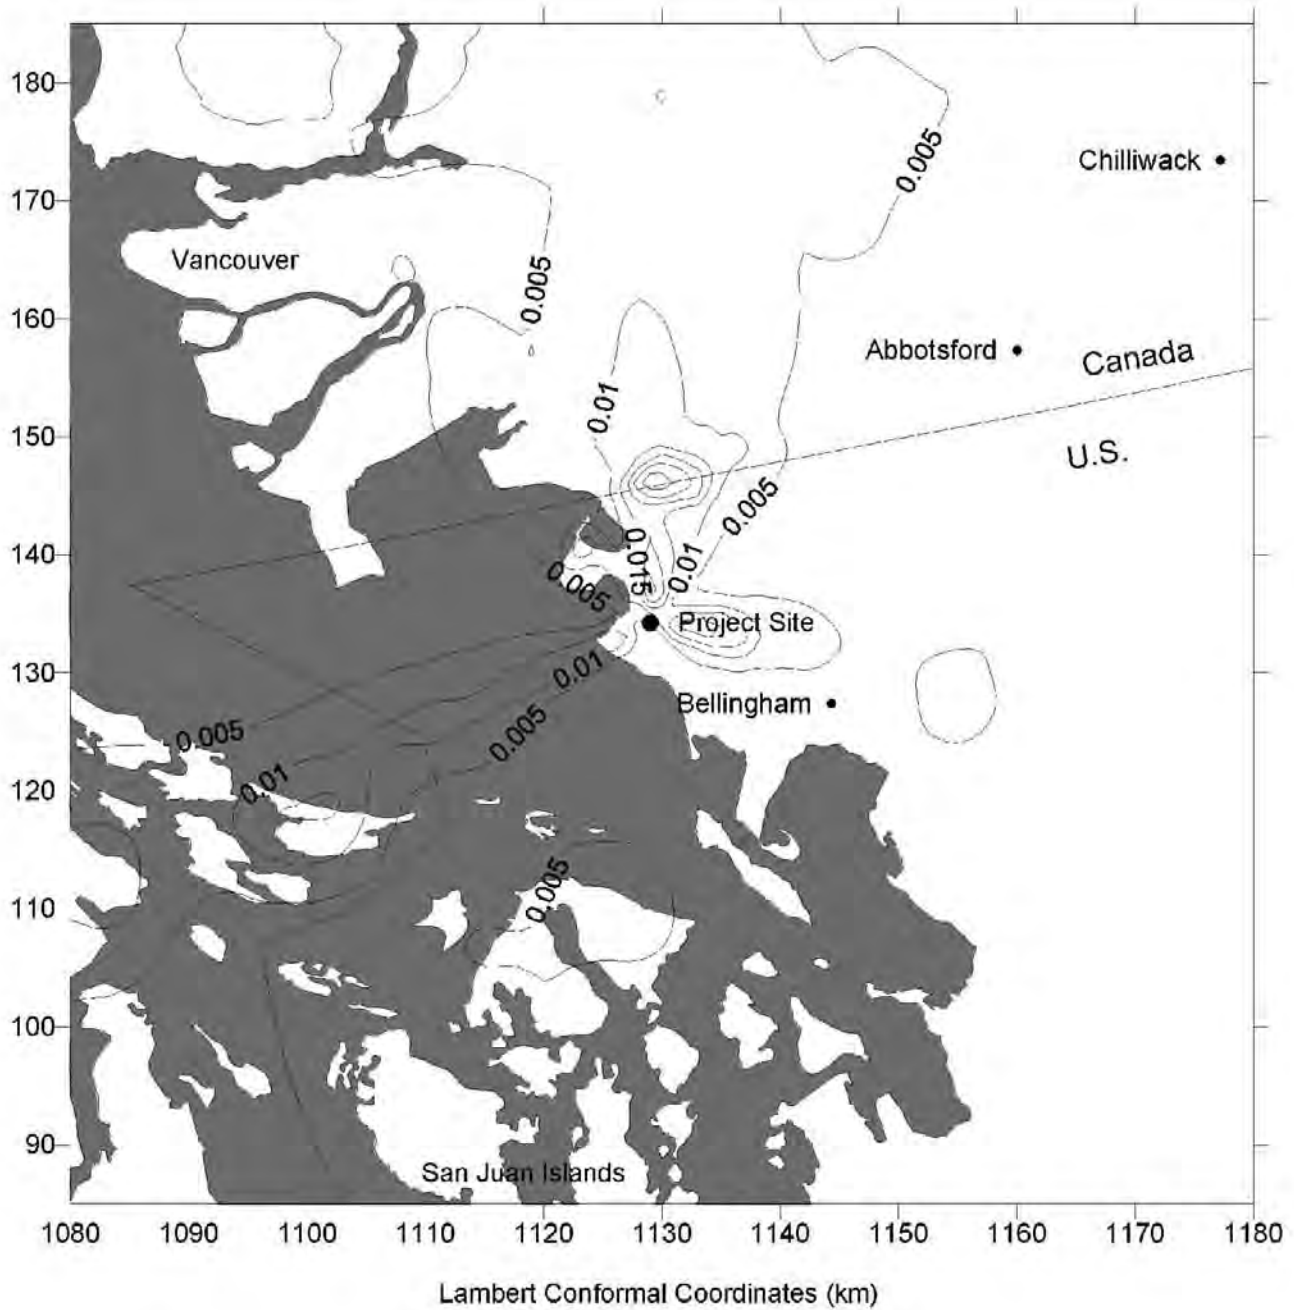 180
0.005
Chilliwack
170
Vancouver
0.005
160
Abbotsford
Canada
0.01
150
U.S.
0.005
140
0.015
0.01
0.005
Project Site
130
0.01
Bellingham
0.005
0.005
120
0.01
110
0.005
100
90
San Juan Islands
1080 1090 1100 1110 1120 1130 1140 1150 1160 1170 1180
Lambert Conformal Coordinates (km)